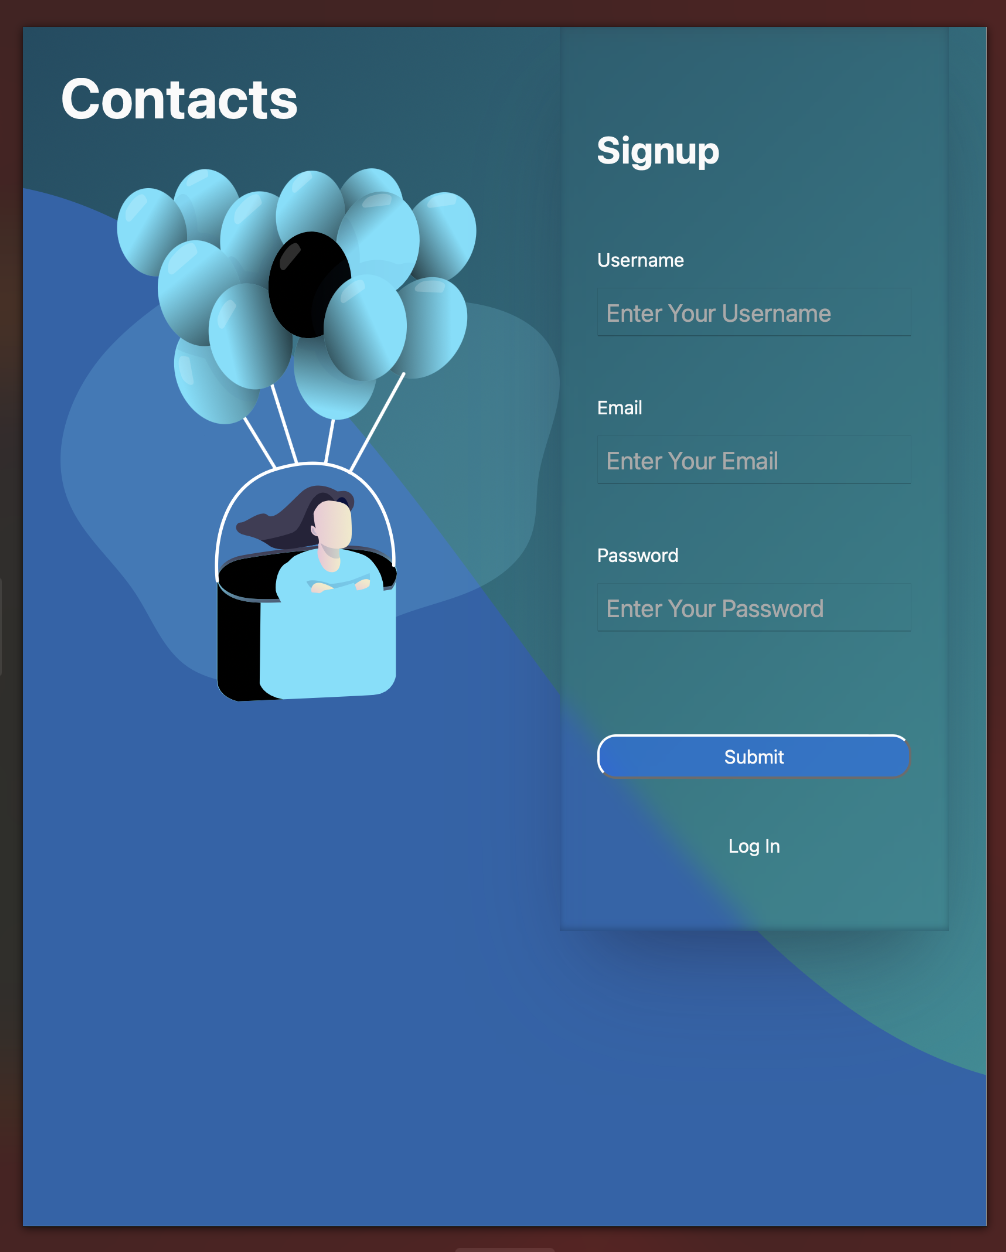 Contacts
Signup
Username
Enter Your Username
Email
Enter Your Email
Password
Enter Your Password
Submit
Log In